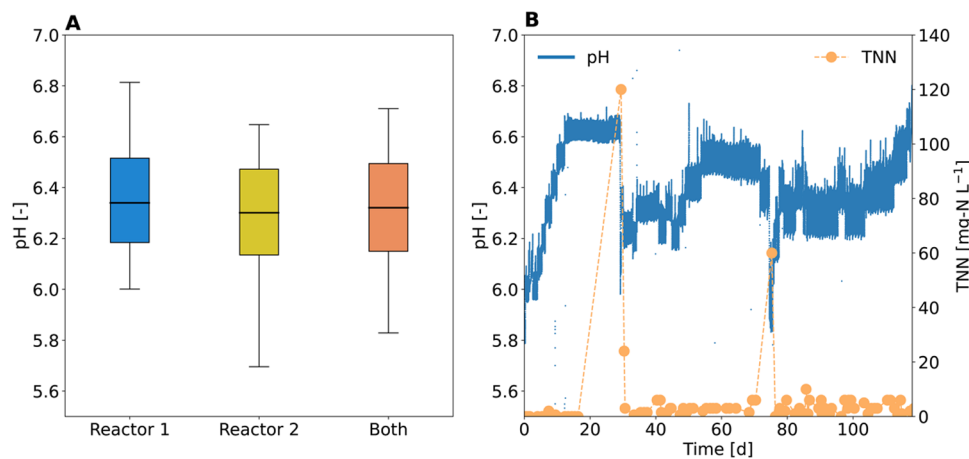 A
7.0
6.8
6.6
6.4
6.2
6.0
5.8
5.6
pH [-]
Reactor 1 Reactor 2 Both
B
7.0
6.8
6.6
6.4
6.2
6.0
5.8
5.6
pH [-]
pH TNN
140
120
100
80
60
40
20
0
TNN [mg-N L⁻¹]
0 20 40 60 80 100
Time [d]